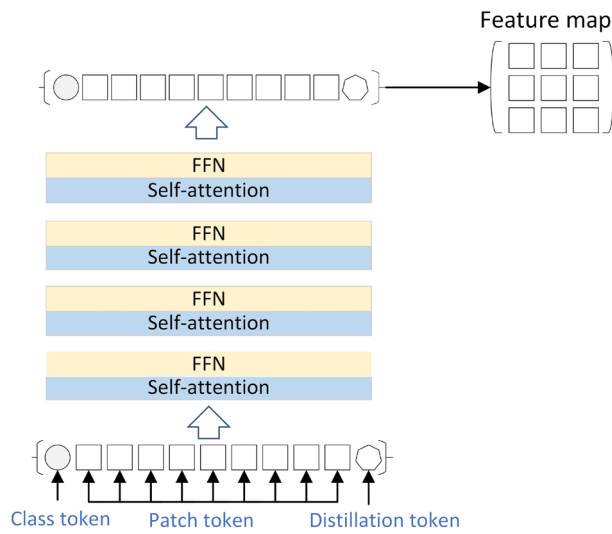 Feature map
FFN
Self-attention
FFN
Self-attention
FFN
Self-attention
FFN
Self-attention
Class token
Patch token
Distillation token